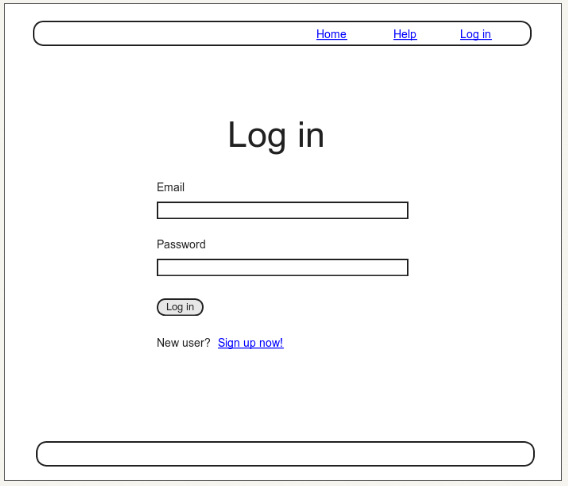 Home Help Log in
Log in
Email
Password
Log in
New user? Sign up now!